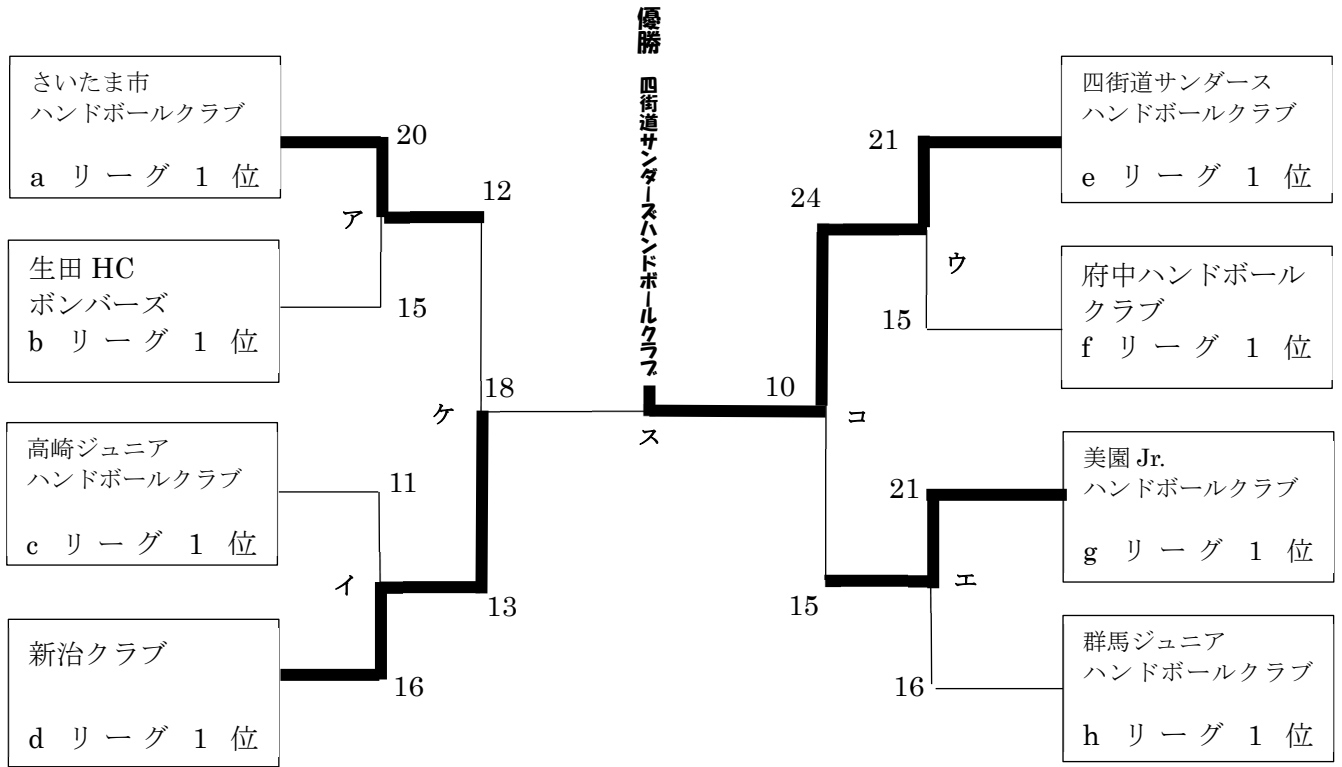 優勝 四街道サンダーズハンドボールクラブ
さいたま市
ハンドボールクラブ
a リーグ 1 位
20
12
ア
生田 HC
ボンバーズ
b リーグ 1 位
15
18
ケ
高崎ジュニア
ハンドボールクラブ
c リーグ 1 位
11
イ
13
新治クラブ
d リーグ 1 位
16
ス
四街道サンダース
ハンドボールクラブ
e リーグ 1 位
21
24
ウ
府中ハンドボール
クラブ
f リーグ 1 位
15
10
コ
美園 Jr.
ハンドボールクラブ
g リーグ 1 位
21
エ
15
群馬ジュニア
ハンドボールクラブ
h リーグ 1 位
16